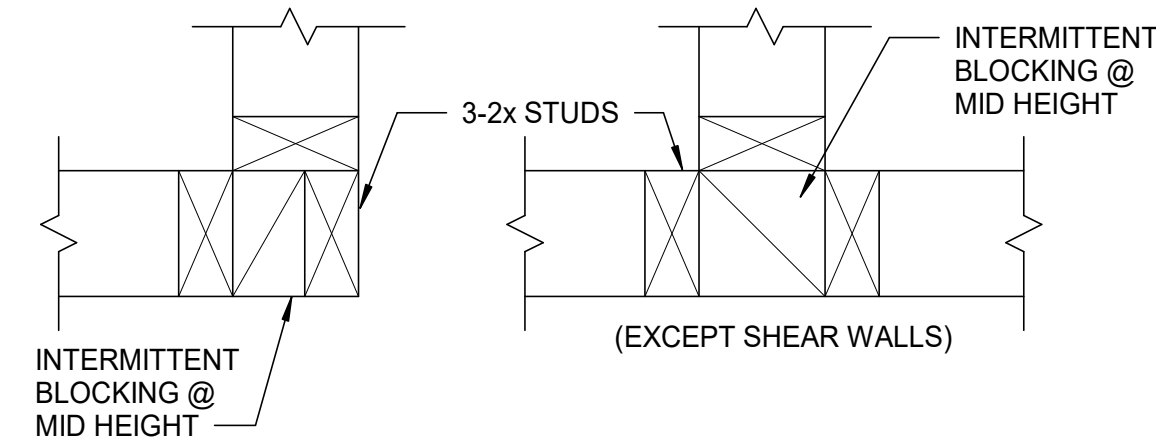 INTERMITTENT
BLOCKING @
MID HEIGHT
3-2x STUDS
(EXCEPT SHEAR WALLS)
INTERMITTENT
BLOCKING @
MID HEIGHT